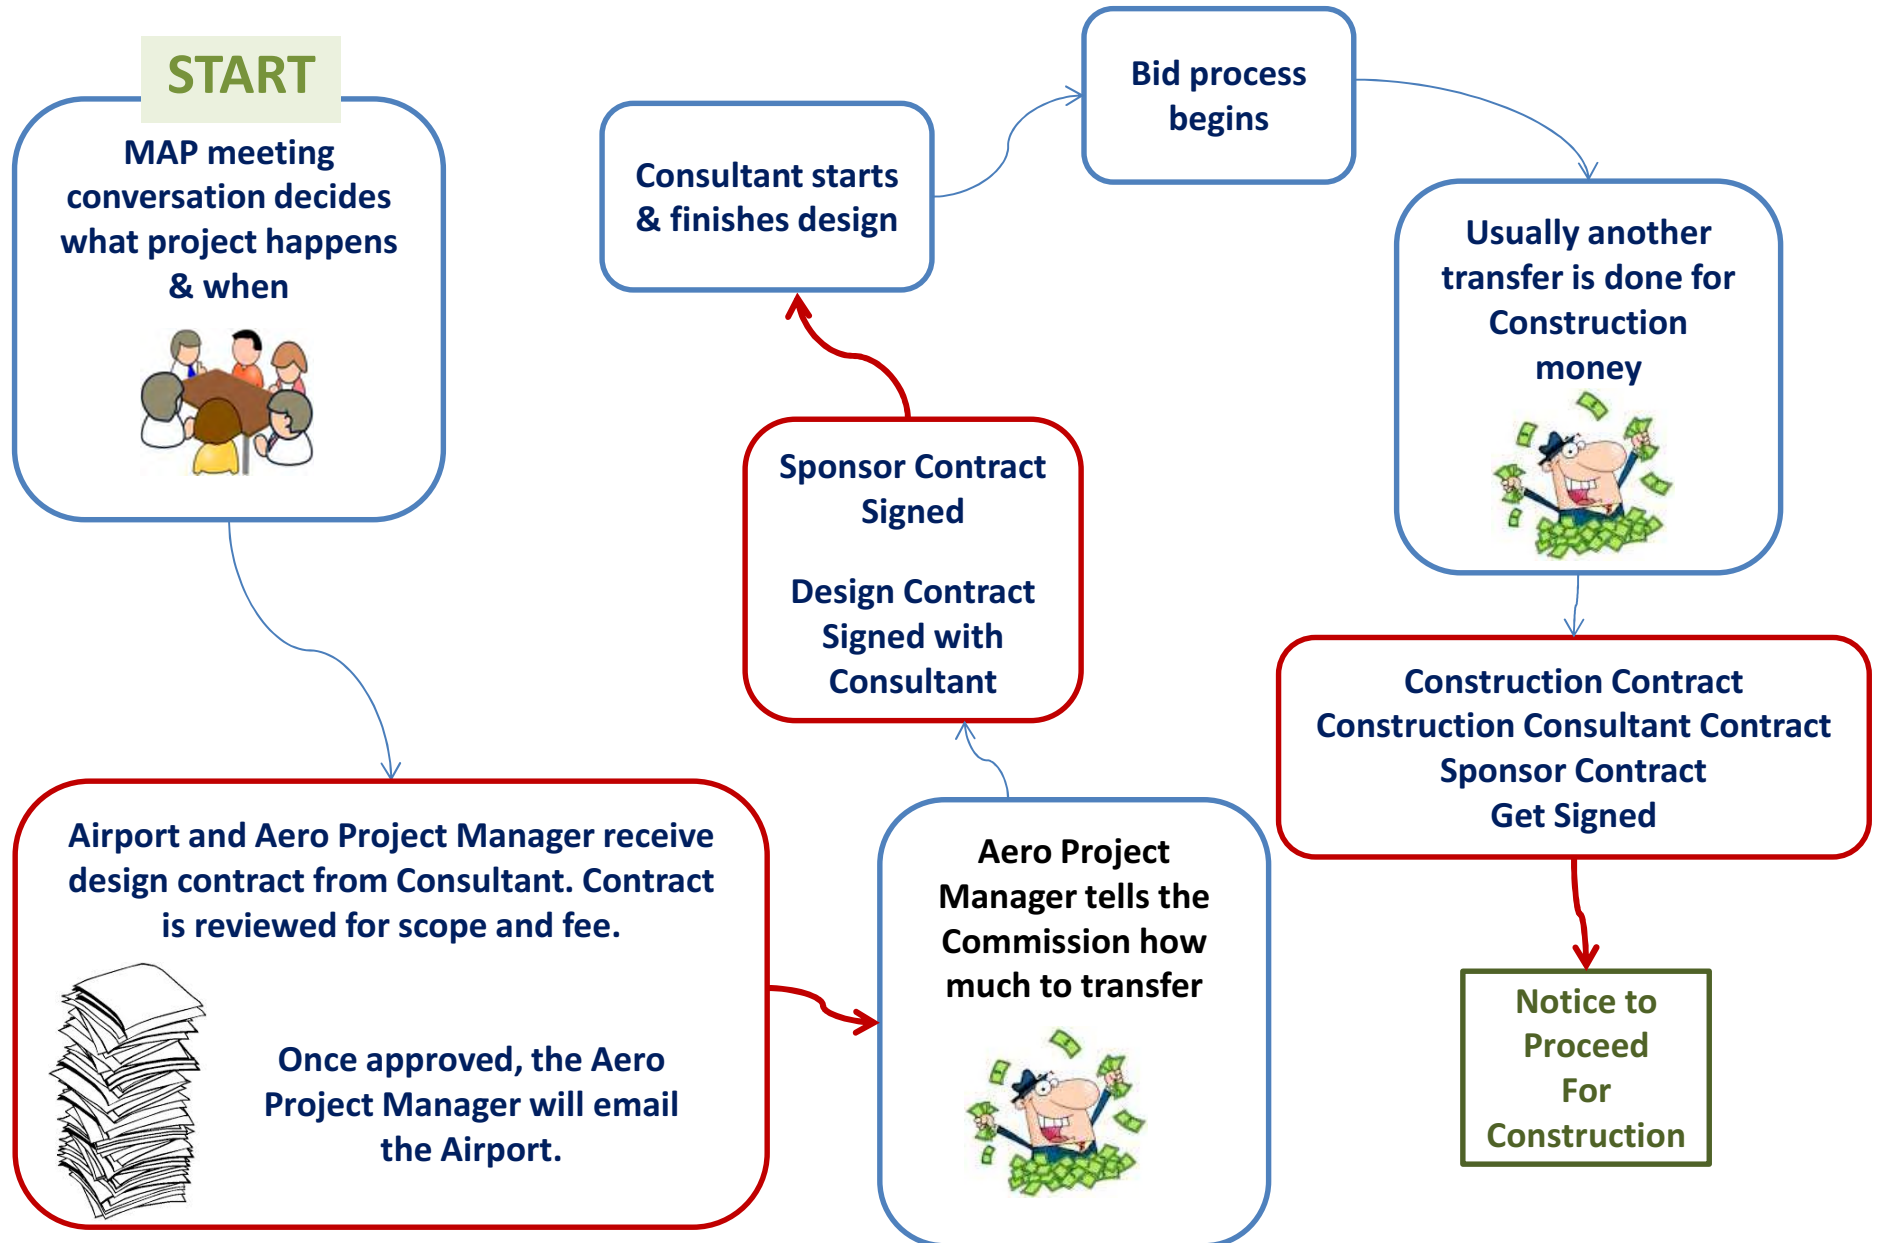 START
MAP meeting
conversation decides
what project happens
& when
Airport and Aero Project Manager receive
design contract from Consultant. Contract
is reviewed for scope and fee.
Once approved, the Aero
Project Manager will email
the Airport.
Aero Project
Manager tells the
Commission how
much to transfer
Sponsor Contract
Signed
Design Contract
Signed with
Consultant
Consultant starts
& finishes design
Bid process
begins
Usually another
transfer is done for
Construction
money
Construction Contract
Construction Consultant Contract
Sponsor Contract
Get Signed
Notice to
Proceed
For
Construction